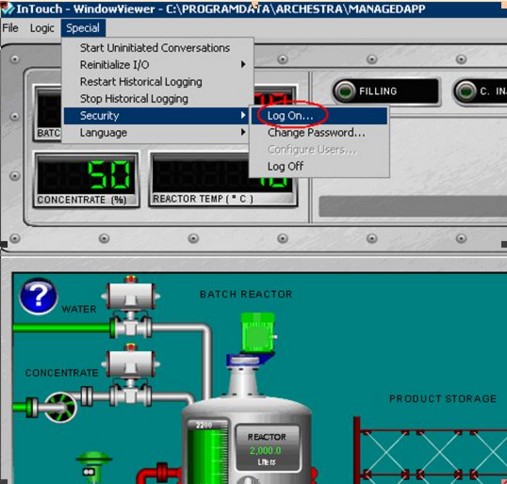 InTouch - WindowViewer - C:\PROGRAMDATA\ARCHESTRA\MANAGEDAPP
File Logic Special
Start Uninitiated Conversations
Reinitialize I/O
Restart Historical Logging
Stop Historical Logging
Security
Language
Log On...
Change Password...
Configure Users...
Log Off
FILLING
C. IN
BATC
50
CONCENTRATE (%)
REACTOR TEMP ( ° C )
?
WATER
BATCH REACTOR
CONCENTRATE
PRODUCT STORAGE
2200
REACTOR
2,000.0
Liters